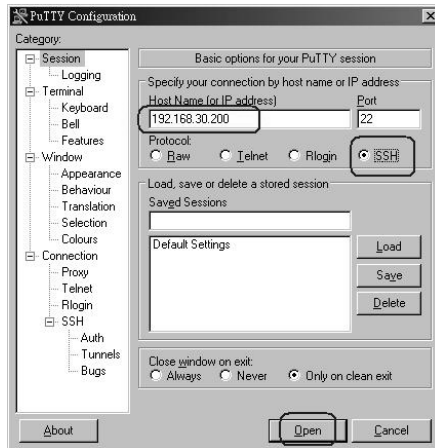 PuTTY Configuration
Category:
Session
Logging
Terminal
Keyboard
Bell
Features
Window
Appearance
Behaviour
Translation
Selection
Colours
Connection
Proxy
Telnet
Rlogin
SSH
Auth
Tunnels
Bugs
Basic options for your PuTTY session
Specify your connection by host name or IP address
Host Name (or IP address) Port
192.168.30.200 22
Protocol:
Raw Telnet Rlogin SSH
Load, save or delete a stored session
Saved Sessions
Default Settings
Load
Save
Delete
Close window on exit:
Always Never Only on clean exit
About Open Cancel